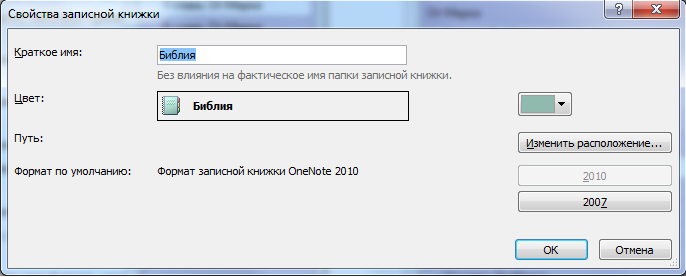 Свойства записной книжки
Краткое имя:
Библия
Без влияния на фактическое имя папки записной книжки.
Цвет:
Библия
Путь:
Изменить расположение...
Формат по умолчанию:
Формат записной книжки OneNote 2010
2010
2007
OK
Отмена